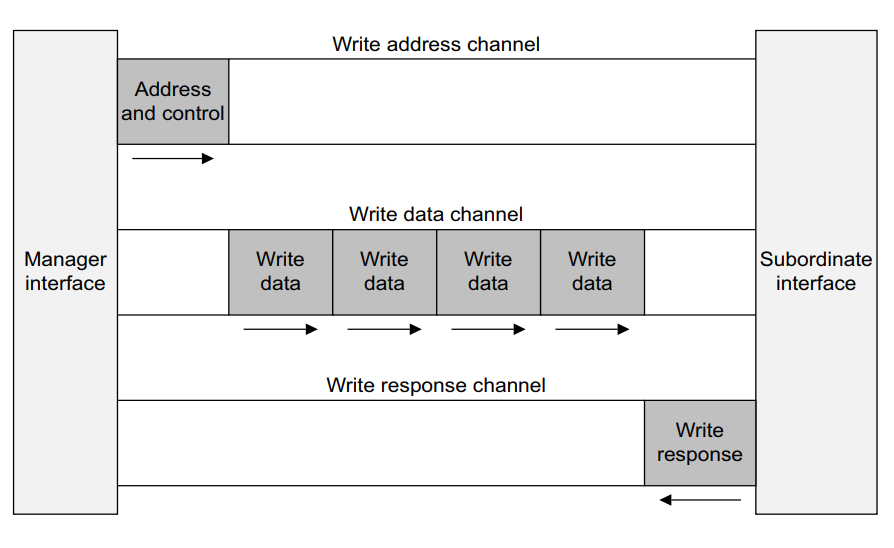 Write address channel
Address
and control
Write data channel
Manager
interface
Write
data
Write
data
Write
data
Write
data
Subordinate
interface
Write response channel
Write
response